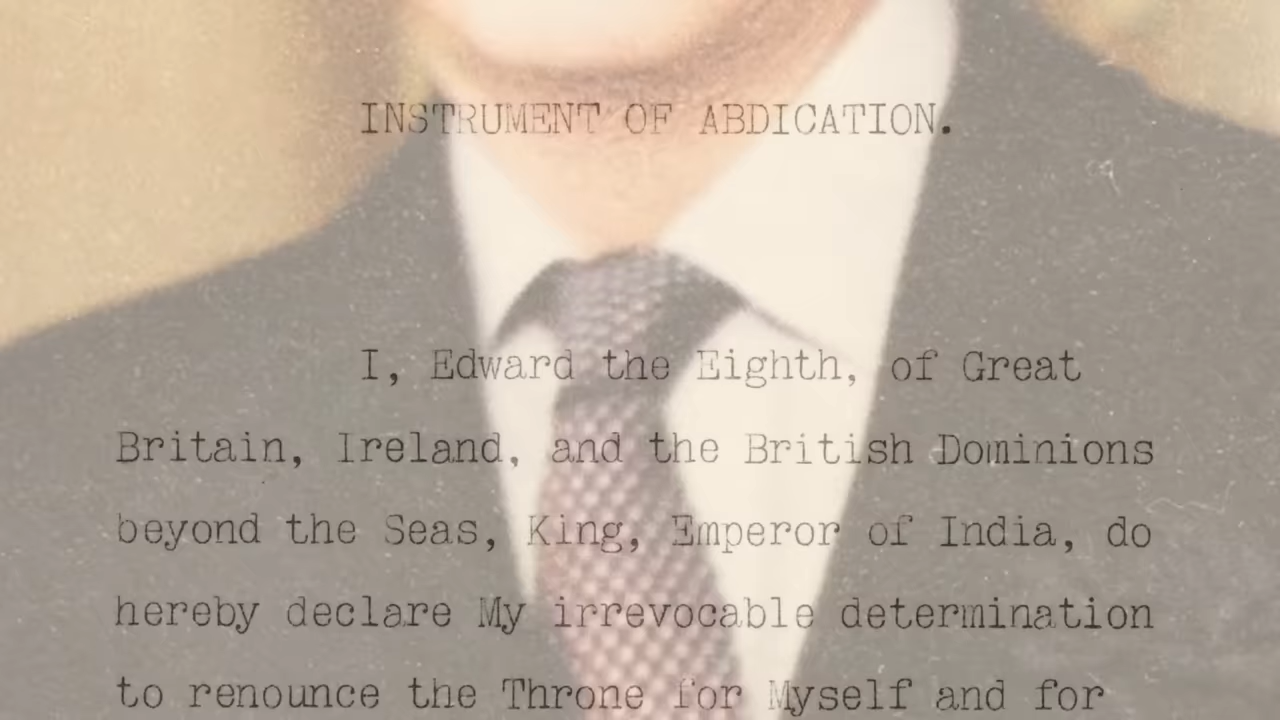 INSTRUMENT OF ABDICATION.
I, Edward the Eighth, of Great
Britain, Ireland, and the British Dominions
beyond the Seas, King, Emperor of India, do
hereby declare My irrevocable determination
to renounce the Throne for Myself and for